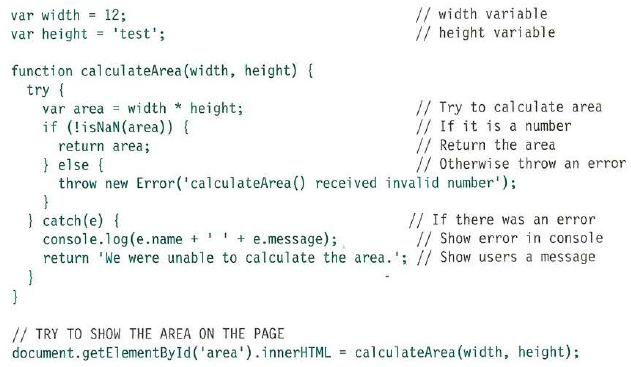 var width = 12; // width variable
var height = 'test'; // height variable
function calculateArea(width, height) {
try {
var area = width * height; // Try to calculate area
if (!isNaN(area)) { // If it is a number
return area; // Return the area
} else { // Otherwise throw an error
throw new Error('calculateArea() received invalid number');
}
} catch(e) { // If there was an error
console.log(e.name + ' ' + e.message); // Show error in console
return 'We were unable to calculate the area.'; // Show users a message
}
}
// TRY TO SHOW THE AREA ON THE PAGE
document.getElementById('area').innerHTML = calculateArea(width, height);